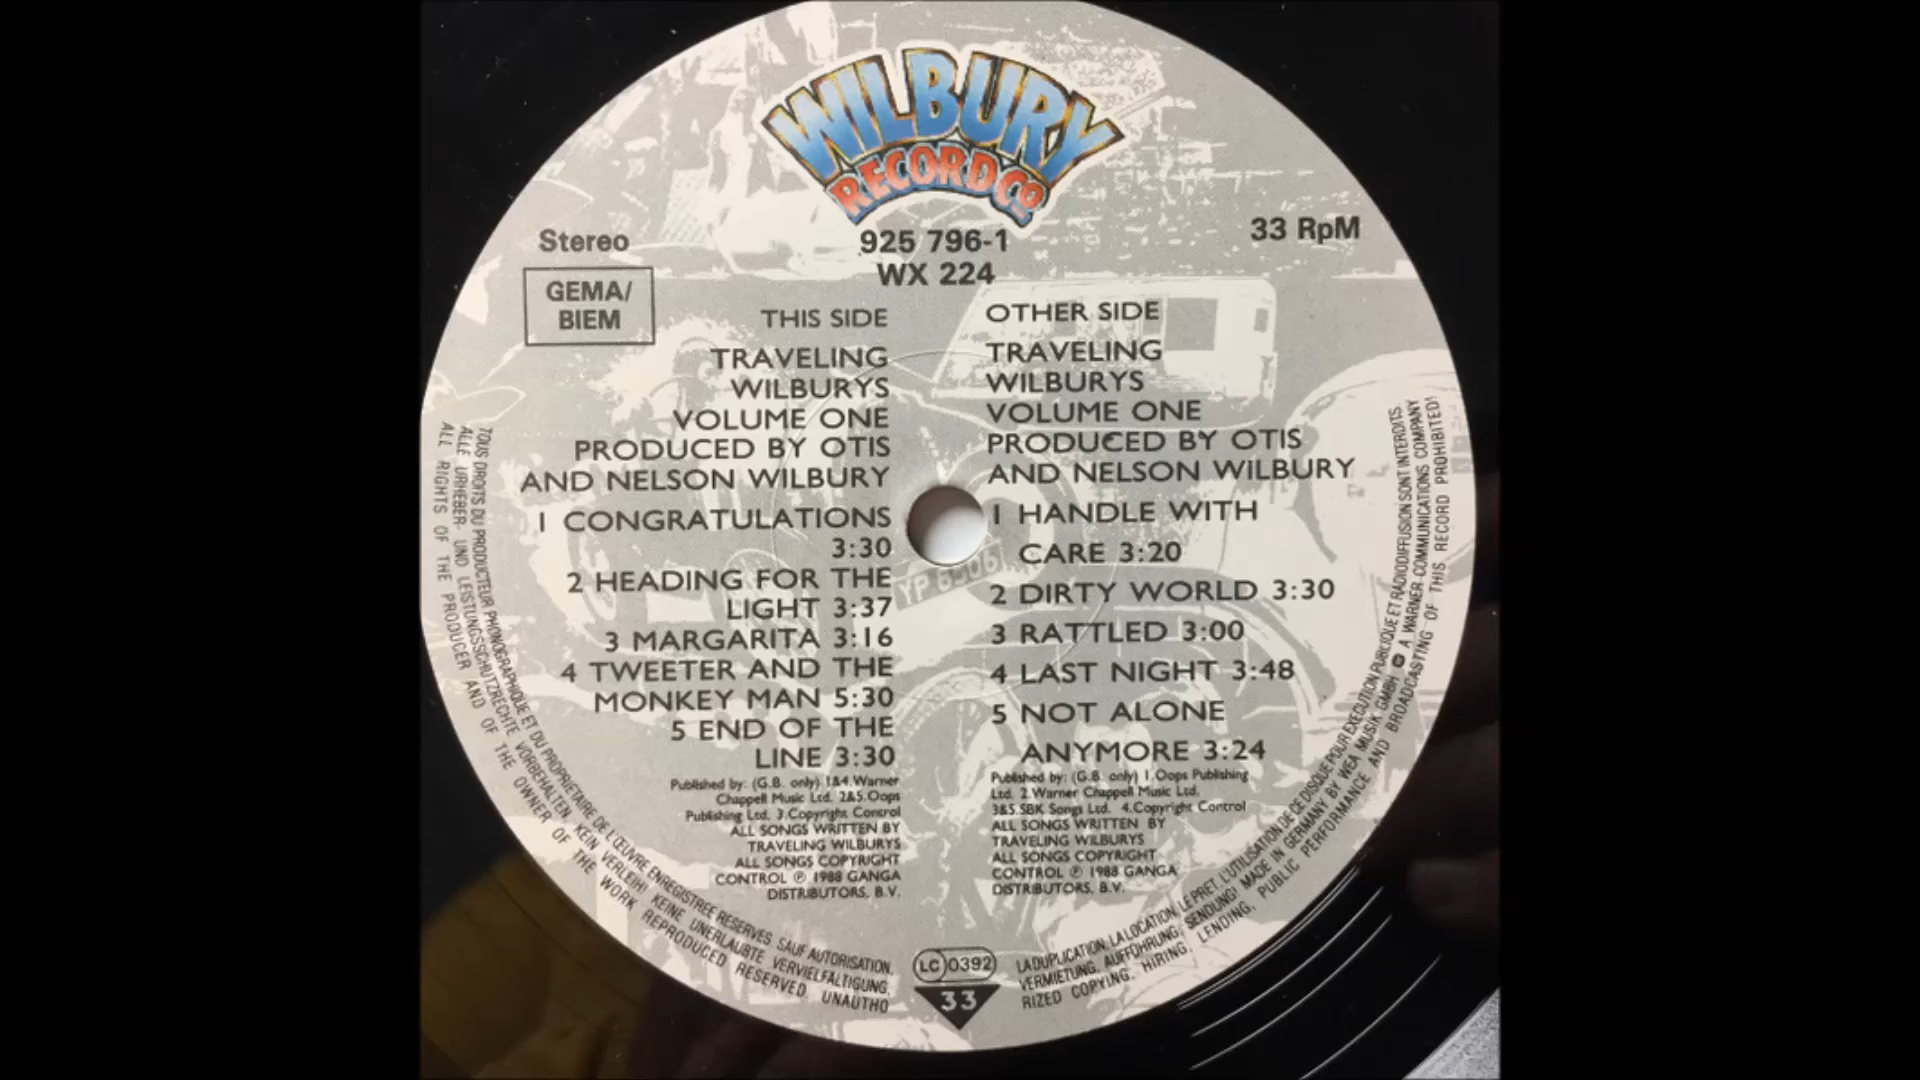 WILBURY
RECORD CO
Stereo
925 796-1
33 RpM
WX 224
GEMA/
BIEM
THIS SIDE
TRAVELING
WILBURYS
VOLUME ONE
PRODUCED BY OTIS
AND NELSON WILBURY
1 CONGRATULATIONS
3:30
2 HEADING FOR THE
LIGHT 3:37
3 MARGARITA 3:16
4 TWEETER AND THE
MONKEY MAN 5:30
5 END OF THE
LINE 3:30
Published by: (G.B. only) 1&4.Warner
Chappell Music Ltd. 2&5.Oops
Publishing Ltd. 3.Copyright Control
ALL SONGS WRITTEN BY
TRAVELING WILBURYS
ALL SONGS COPYRIGHT
CONTROL ℗ 1988 GANGA
DISTRIBUTORS, B.V.
OTHER SIDE
TRAVELING
WILBURYS
VOLUME ONE
PRODUCED BY OTIS
AND NELSON WILBURY
1 HANDLE WITH
CARE 3:20
2 DIRTY WORLD 3:30
3 RATTLED 3:00
4 LAST NIGHT 3:48
5 NOT ALONE
ANYMORE 3:24
Published by: (G.B. only) 1.Oops Publishing
Ltd. 2.Warner Chappell Music Ltd.
3&5.SBK Songs Ltd. 4.Copyright Control
ALL SONGS WRITTEN BY
TRAVELING WILBURYS
ALL SONGS COPYRIGHT
CONTROL ℗ 1988 GANGA
DISTRIBUTORS, B.V.
LC 0392
33
TOUS DROITS DU PRODUCTEUR PHONOGRAPHIQUE ET DU PROPRIETAIRE DE L'ŒUVRE ENREGISTREE RESERVES. SAUF AUTORISATION,
ALLE URHEBER- UND LEISTUNGSSCHUTZRECHTE VORBEHALTEN. KEIN VERLEIH! KEINE UNERLAUBTE VERVIELFÄLTIGUNG,
ALL RIGHTS OF THE PRODUCER AND OF THE OWNER OF THE WORK REPRODUCED RESERVED. UNAUTHO
LA DUPLICATION, LA LOCATION, LE PRET, L'UTILISATION DE CE DISQUE POUR EXECUTION PUBLIQUE ET RADIODIFFUSION SONT INTERDITS.
VERMIETUNG, AUFFÜHRUNG, SENDUNG! MADE IN GERMANY BY WEA MUSIK GMBH A WARNER COMMUNICATIONS COMPANY
RIZED COPYING, HIRING, LENDING, PUBLIC PERFORMANCE AND BROADCASTING OF THIS RECORD PROHIBITED!